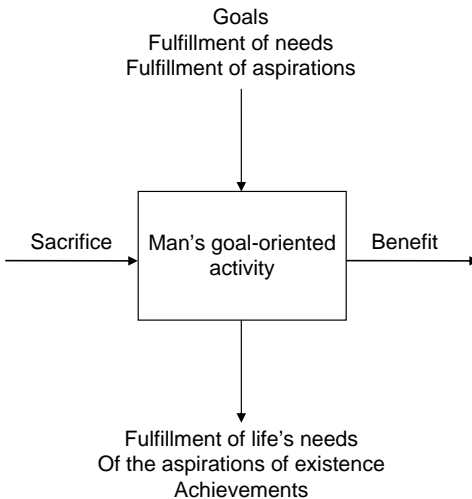 Goals
Fulfillment of needs
Fulfillment of aspirations
Sacrifice
Man’s goal-oriented
activity
Benefit
Fulfillment of life’s needs
Of the aspirations of existence
Achievements